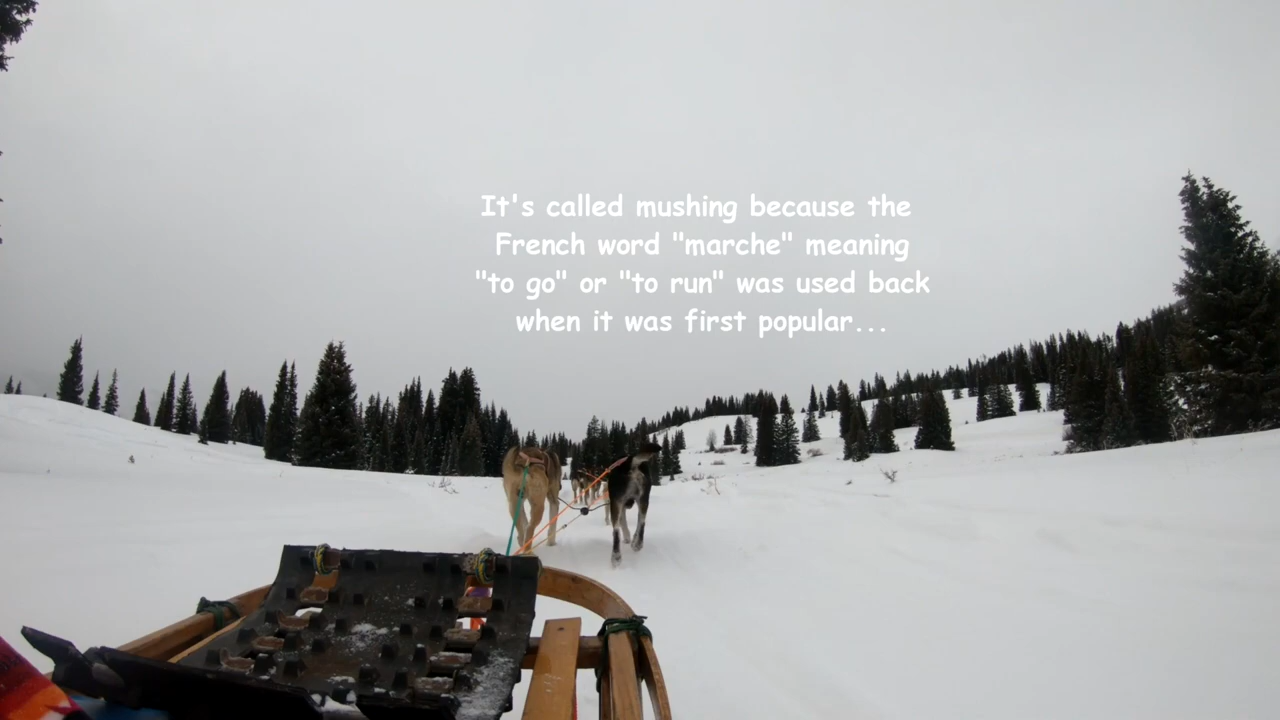 It's called mushing because the
French word "marche" meaning
"to go" or "to run" was used back
when it was first popular...